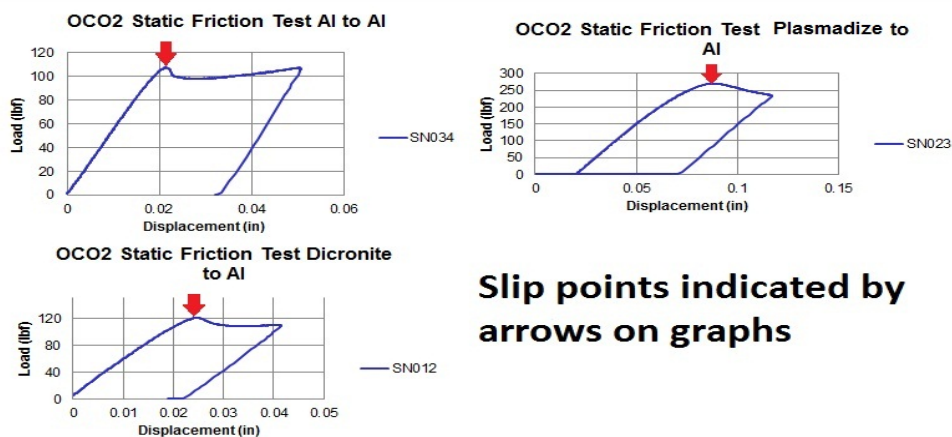 OCO2 Static Friction Test Al to Al
120
100
80
60
40
20
0
0 0.02 0.04 0.06
Load (lbf)
Displacement (in)
SN034
OCO2 Static Friction Test Plasmadize to
Al
300
250
200
150
100
50
0
0 0.05 0.1 0.15
Load (lbf)
Displacement (in)
SN023
OCO2 Static Friction Test Dicronite
to Al
120
80
40
0
0 0.01 0.02 0.03 0.04 0.05
Load (lbf)
Displacement (in)
SN012
Slip points indicated by
arrows on graphs